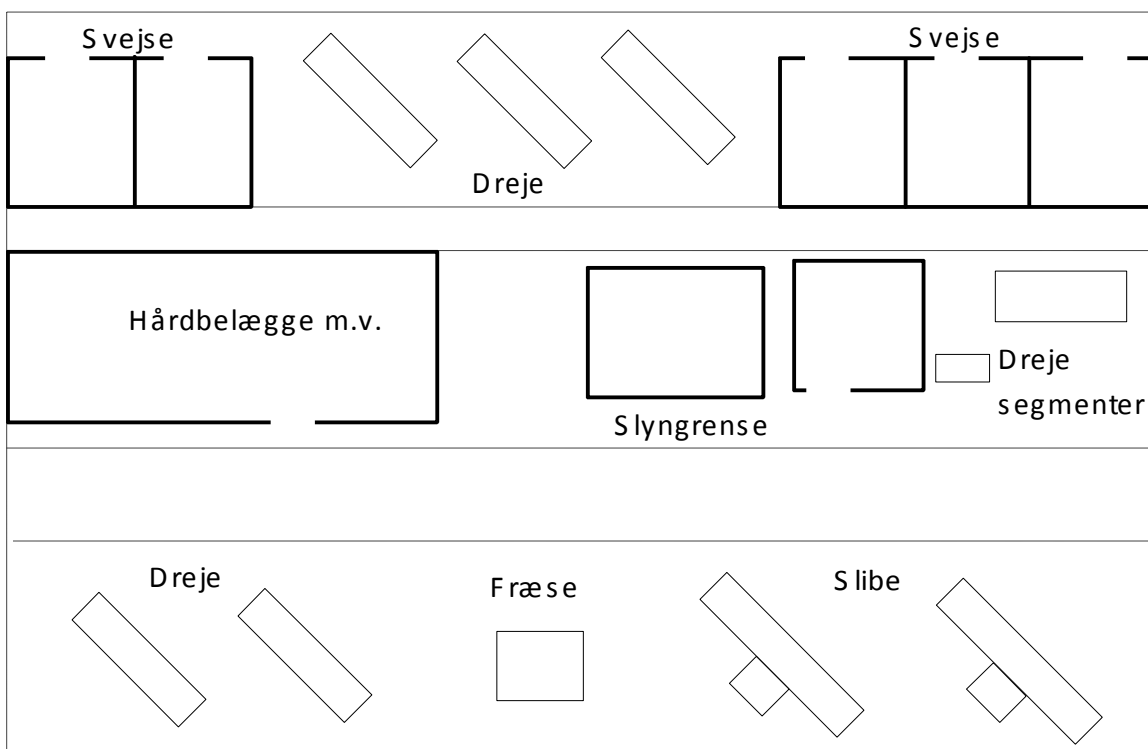 Svejse
Svejse
Dreje
Hårdbelægge m.v.
Dreje
segmenter
Slyngrense
Dreje
Fræse
Slibe